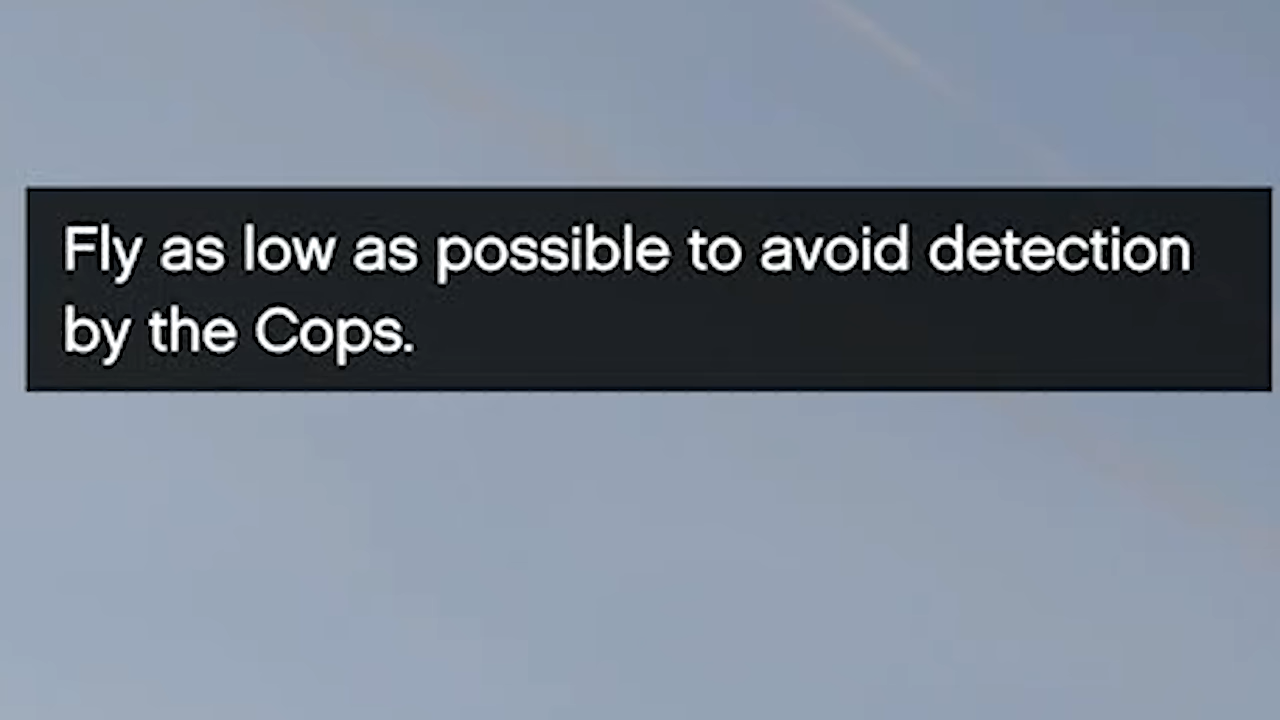 Fly as low as possible to avoid detection
by the Cops.